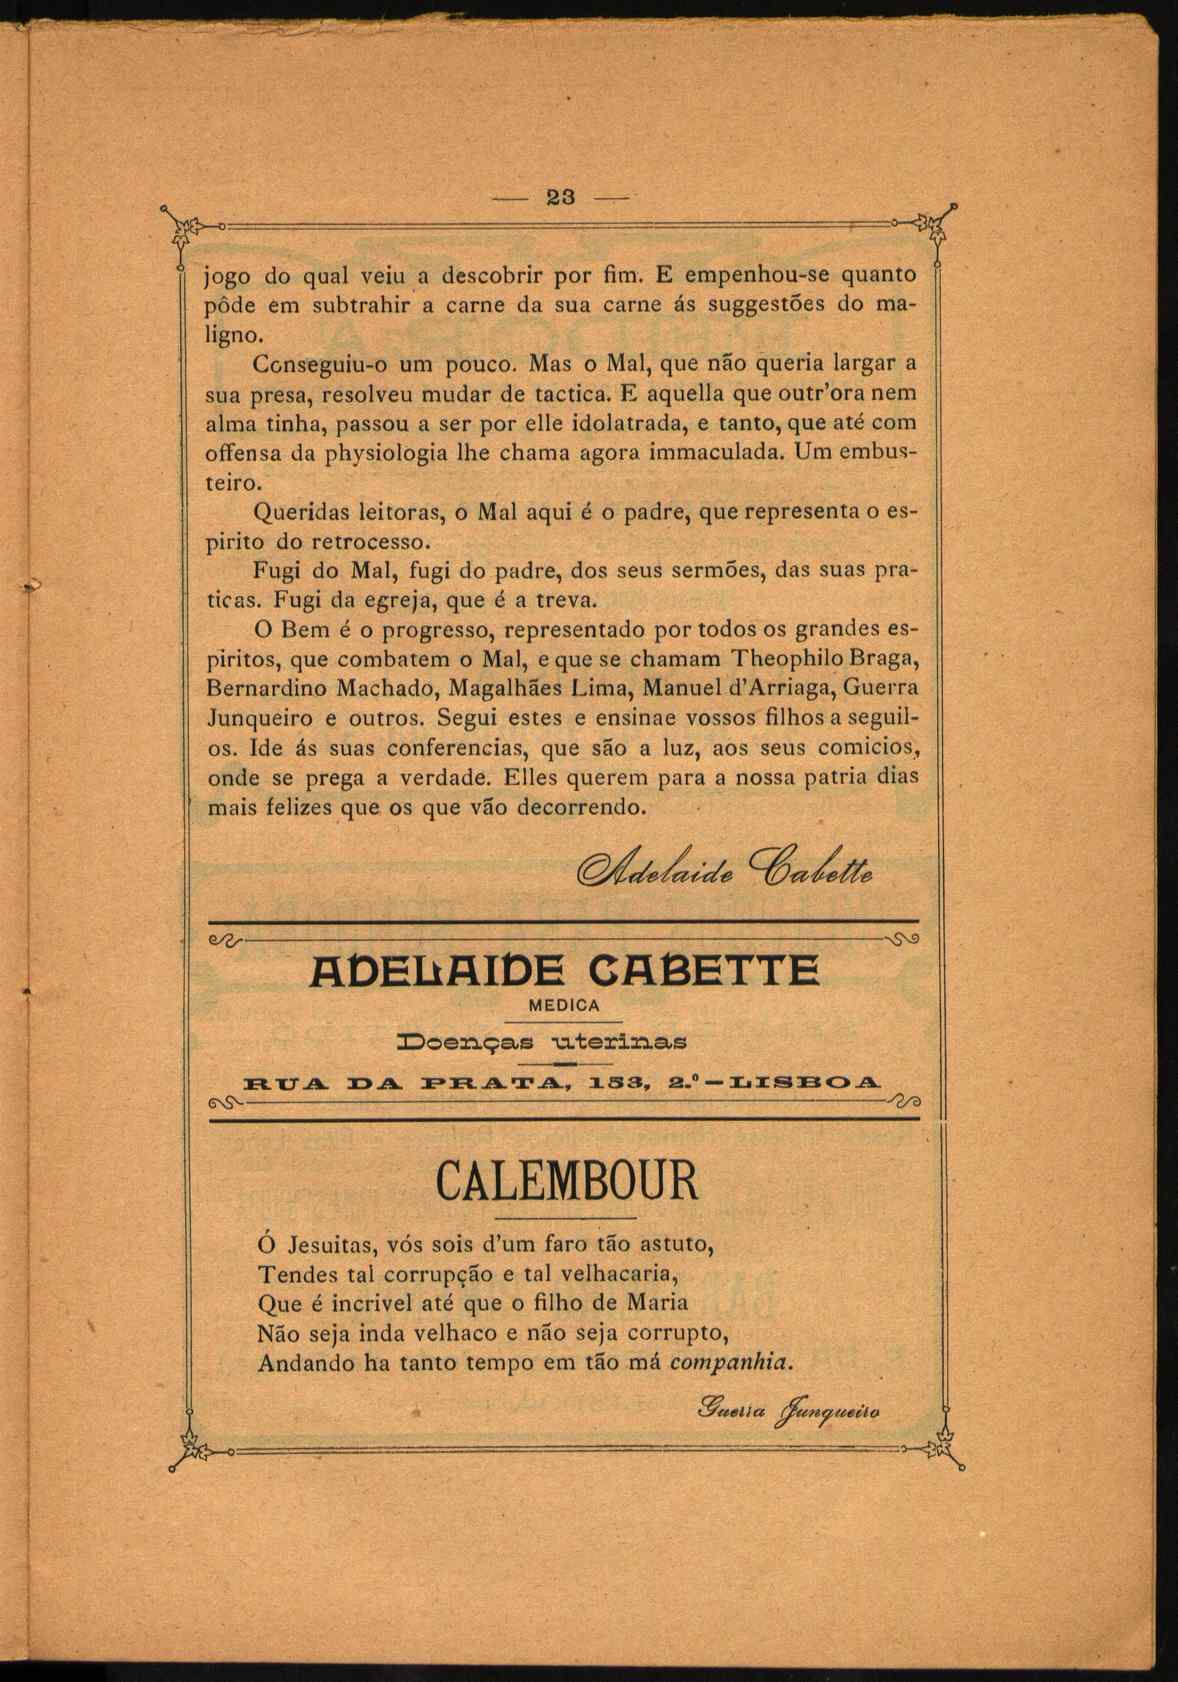 — 23 —
jogo do qual veiu a descobrir por fim. E empenhou-se quanto
pôde em subtrahir a carne da sua carne ás suggestões do ma-
ligno.
Conseguiu-o um pouco. Mas o Mal, que não queria largar a
sua presa, resolveu mudar de tactica. E aquella que outr'ora nem
alma tinha, passou a ser por elle idolatrada, e tanto, que até com
offensa da physiologia lhe chama agora immaculada. Um embus-
teiro.
Queridas leitoras, o Mal aqui é o padre, que representa o es-
pirito do retrocesso.
Fugi do Mal, fugi do padre, dos seus sermões, das suas pra-
ticas. Fugi da egreja, que é a treva.
O Bem é o progresso, representado por todos os grandes es-
piritos, que combatem o Mal, e que se chamam Theophilo Braga,
Bernardino Machado, Magalhães Lima, Manuel d'Arriaga, Guerra
Junqueiro e outros. Segui estes e ensinae vossos filhos a seguil-
os. Ide ás suas conferencias, que são a luz, aos seus comicios,
onde se prega a verdade. Elles querem para a nossa patria dias
mais felizes que os que vão decorrendo.
Adelaide Cabette
ADELAIDE CABETTE
MEDICA
Doenças uterinas
RUA DA PRATA, 153, 2.º—LISBOA
CALEMBOUR
Ó Jesuitas, vós sois d'um faro tão astuto,
Tendes tal corrupção e tal velhacaria,
Que é incrivel até que o filho de Maria
Não seja inda velhaco e não seja corrupto,
Andando ha tanto tempo em tão má companhia.
Guerra Junqueiro